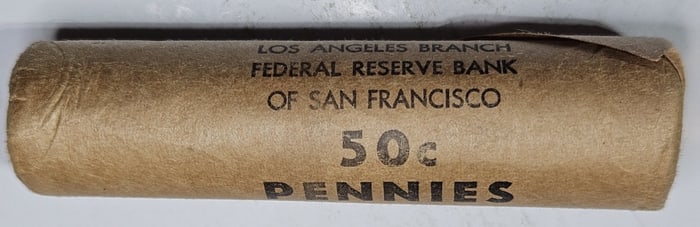 LOS ANGELES BRANCH
FEDERAL RESERVE BANK
OF SAN FRANCISCO
50c
PENNIES